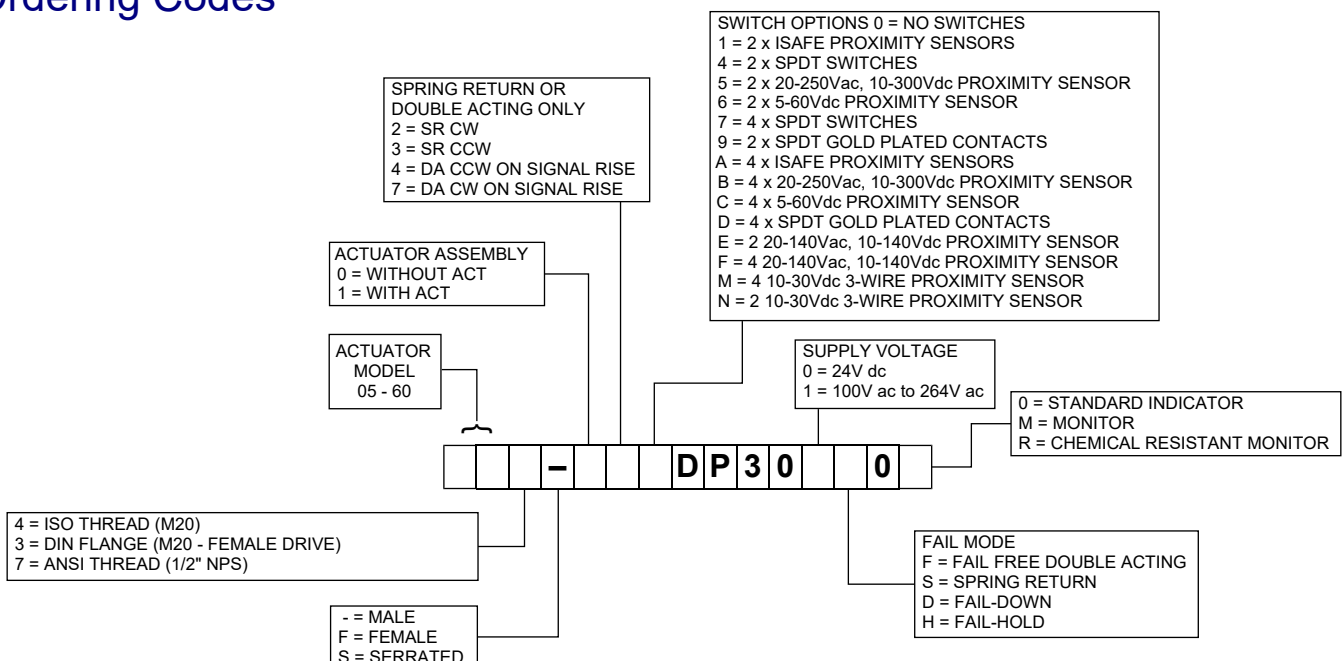 Ordering Codes
SWITCH OPTIONS 0 = NO SWITCHES
1 = 2 x ISAFE PROXIMITY SENSORS
4 = 2 x SPDT SWITCHES
5 = 2 x 20-250Vac, 10-300Vdc PROXIMITY SENSOR
6 = 2 x 5-60Vdc PROXIMITY SENSOR
7 = 4 x SPDT SWITCHES
9 = 2 x SPDT GOLD PLATED CONTACTS
A = 4 x ISAFE PROXIMITY SENSORS
B = 4 x 20-250Vac, 10-300Vdc PROXIMITY SENSOR
C = 4 x 5-60Vdc PROXIMITY SENSOR
D = 4 x SPDT GOLD PLATED CONTACTS
E = 2 20-140Vac, 10-140Vdc PROXIMITY SENSOR
F = 4 20-140Vac, 10-140Vdc PROXIMITY SENSOR
M = 4 10-30Vdc 3-WIRE PROXIMITY SENSOR
N = 2 10-30Vdc 3-WIRE PROXIMITY SENSOR
SPRING RETURN OR
DOUBLE ACTING ONLY
2 = SR CW
3 = SR CCW
4 = DA CCW ON SIGNAL RISE
7 = DA CW ON SIGNAL RISE
ACTUATOR ASSEMBLY
0 = WITHOUT ACT
1 = WITH ACT
ACTUATOR
MODEL
05 - 60
SUPPLY VOLTAGE
0 = 24V dc
1 = 100V ac to 264V ac
0 = STANDARD INDICATOR
M = MONITOR
R = CHEMICAL RESISTANT MONITOR
– D P 3 0 0
4 = ISO THREAD (M20)
3 = DIN FLANGE (M20 - FEMALE DRIVE)
7 = ANSI THREAD (1/2" NPS)
- = MALE
F = FEMALE
S = SERRATED
FAIL MODE
F = FAIL FREE DOUBLE ACTING
S = SPRING RETURN
D = FAIL-DOWN
H = FAIL-HOLD